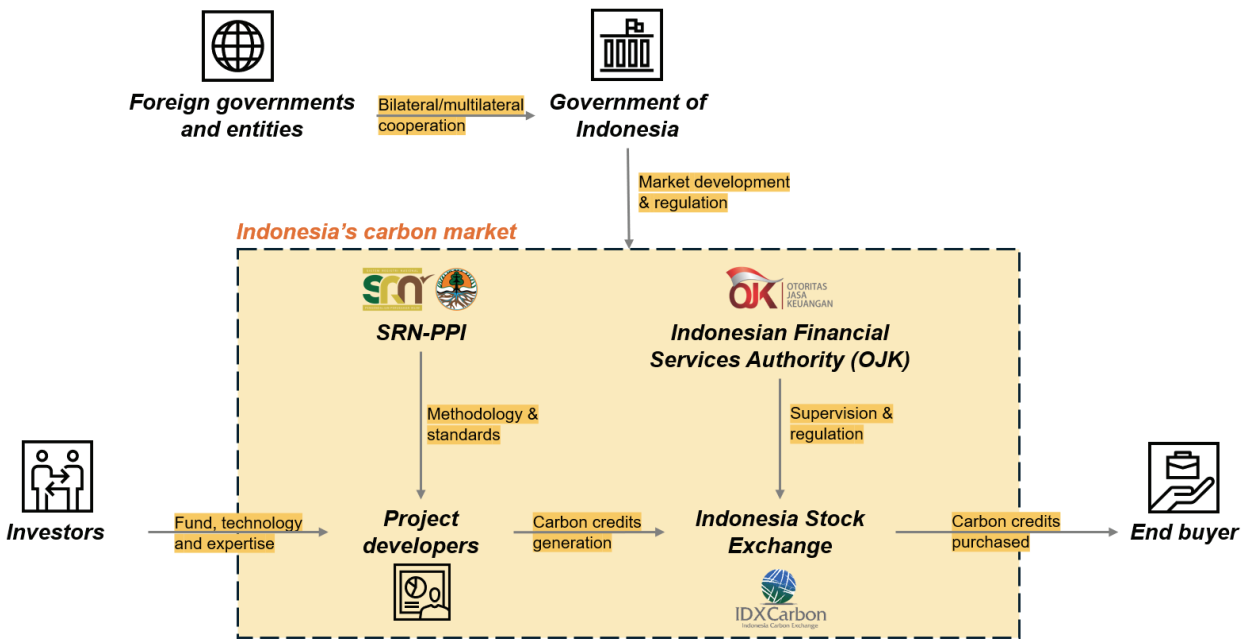 Foreign governments
and entities
Bilateral/multilateral
cooperation
Government of
Indonesia
Market development
& regulation
Indonesia's carbon market
SRN
SRN-PPI
OJK
OTORITAS
JASA
KEUANGAN
Indonesian Financial
Services Authority (OJK)
Methodology &
standards
Supervision &
regulation
Investors
Fund, technology
and expertise
Project
developers
Carbon credits
generation
Indonesia Stock
Exchange
IDXCarbon
Indonesia Carbon Exchange
Carbon credits
purchased
End buyer